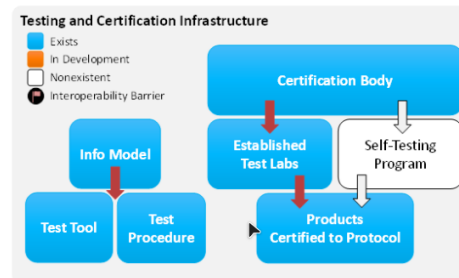 Testing and Certification Infrastructure
Exists
In Development
Nonexistent
Interoperability Barrier
Certification Body
Info Model
Established
Test Labs
Self-Testing
Program
Test Tool
Test
Procedure
Products
Certified to Protocol